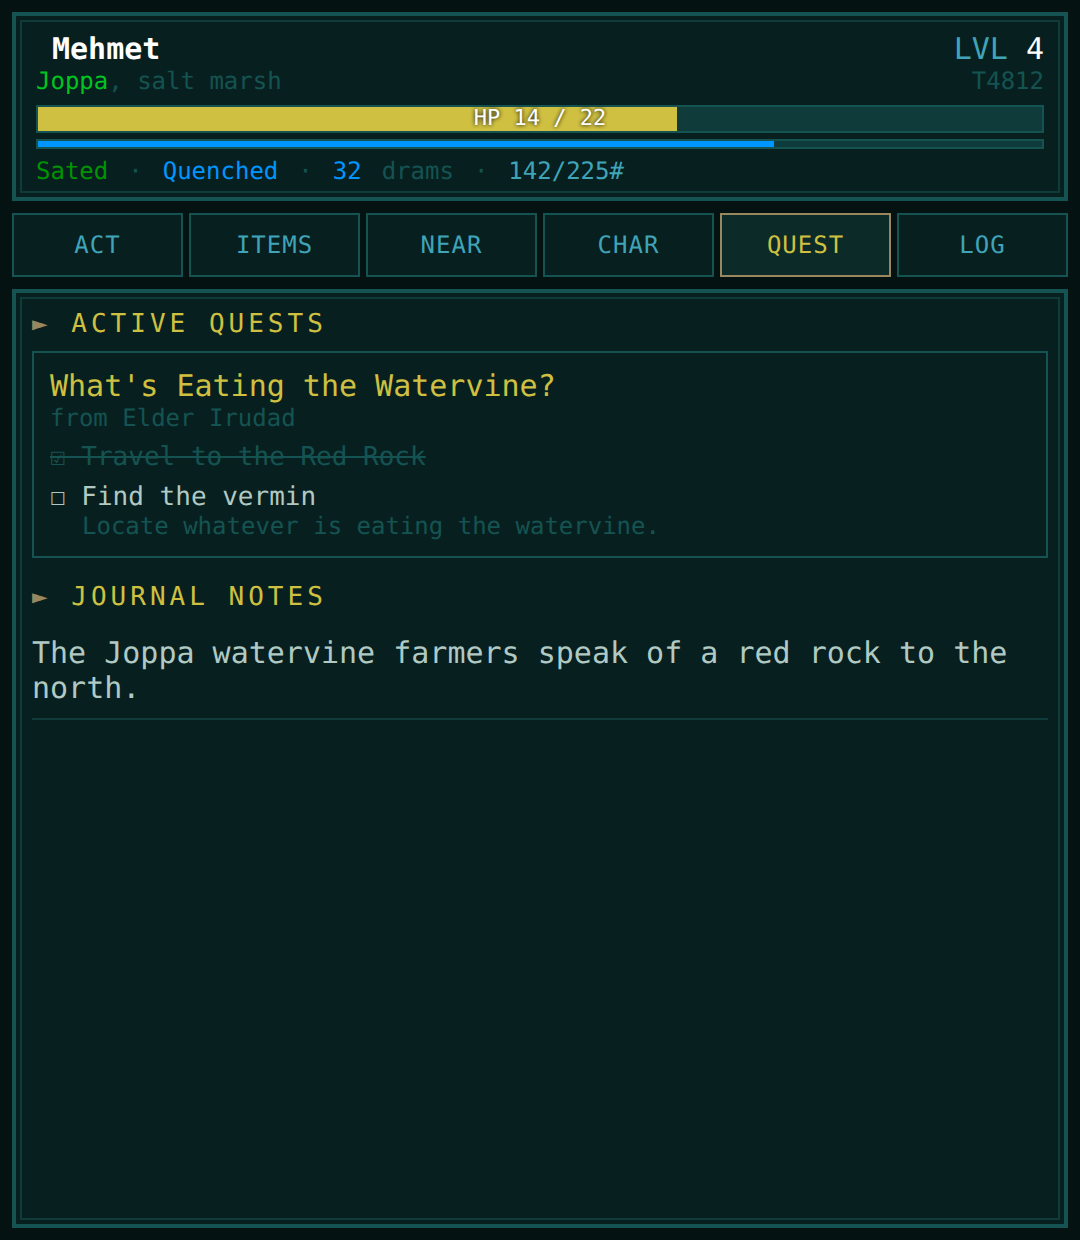 Mehmet LVL 4
Joppa, salt marsh T4812
HP 14 / 22
Sated · Quenched · 32 drams · 142/225#
ACT ITEMS NEAR CHAR QUEST LOG
► ACTIVE QUESTS
What's Eating the Watervine?
from Elder Irudad
☑ Travel to the Red Rock
☐ Find the vermin
Locate whatever is eating the watervine.
► JOURNAL NOTES
The Joppa watervine farmers speak of a red rock to the
north.